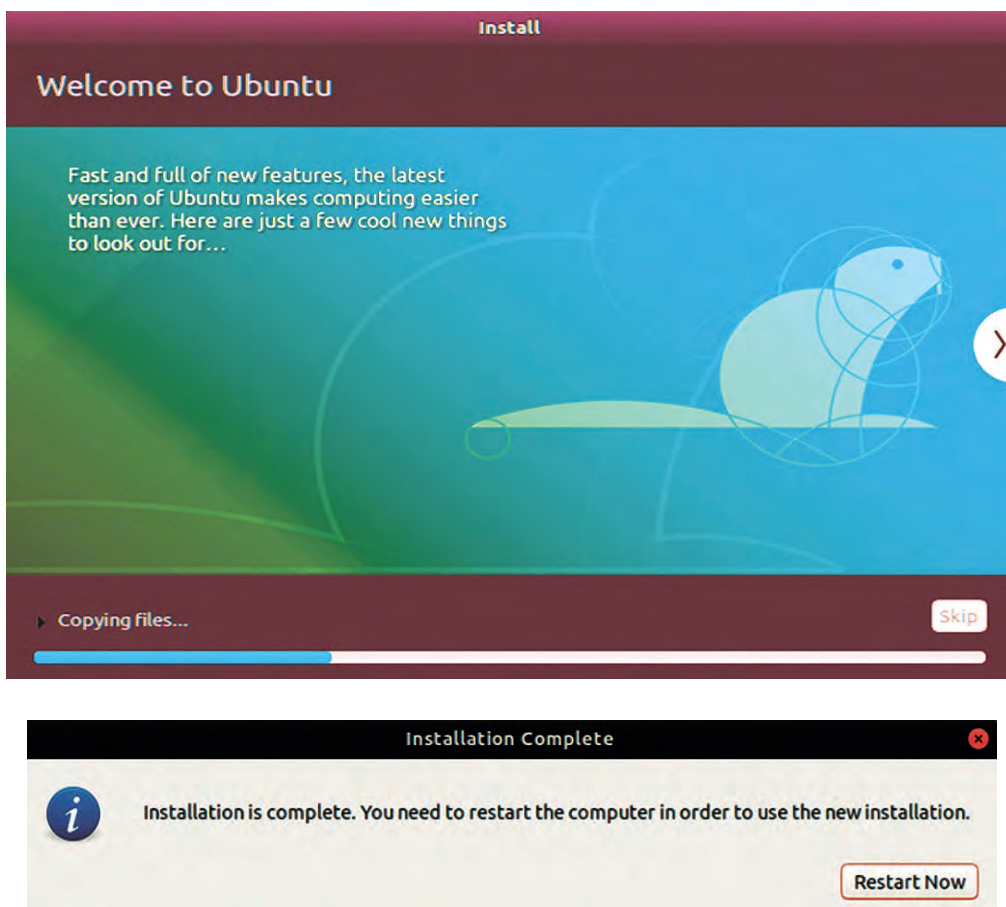 Install
Welcome to Ubuntu
Fast and full of new features, the latest
version of Ubuntu makes computing easier
than ever. Here are just a few cool new things
to look out for...
Copying files...
Skip
Installation Complete
Installation is complete. You need to restart the computer in order to use the new installation.
Restart Now